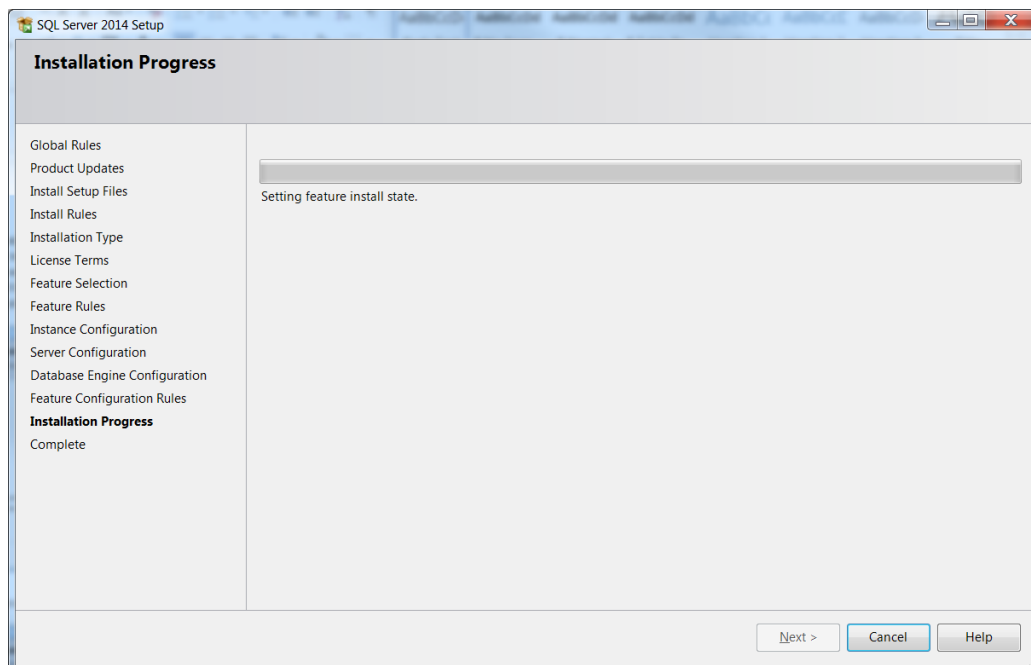 SQL Server 2014 Setup
Installation Progress
Global Rules
Product Updates
Install Setup Files
Install Rules
Installation Type
License Terms
Feature Selection
Feature Rules
Instance Configuration
Server Configuration
Database Engine Configuration
Feature Configuration Rules
Installation Progress
Complete
Setting feature install state.
Next >
Cancel
Help